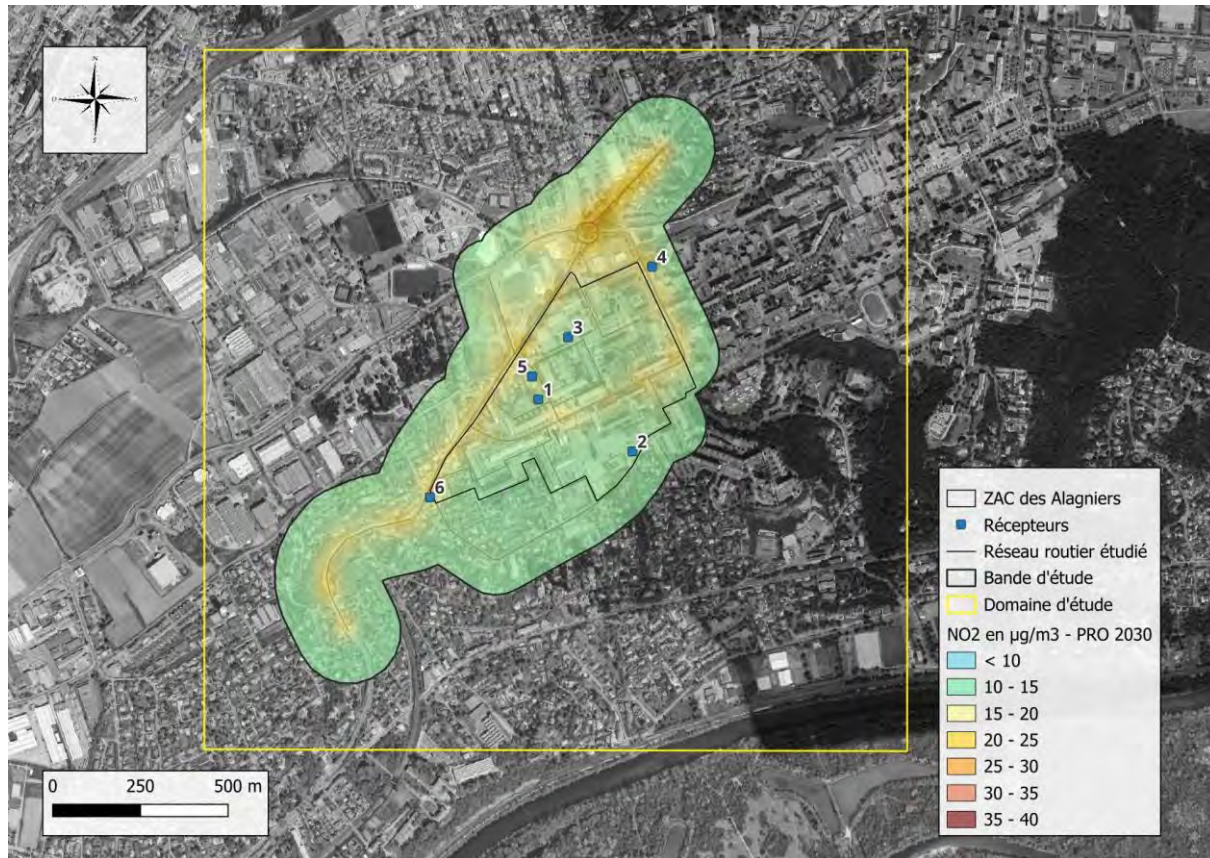 N
O
E
S
4
3
5
1
2
6
ZAC des Alagniers
Récepteurs
Réseau routier étudié
Bande d'étude
Domaine d'étude
NO2 en µg/m3 - PRO 2030
< 10
10 - 15
15 - 20
20 - 25
25 - 30
30 - 35
35 - 40
0 250 500 m